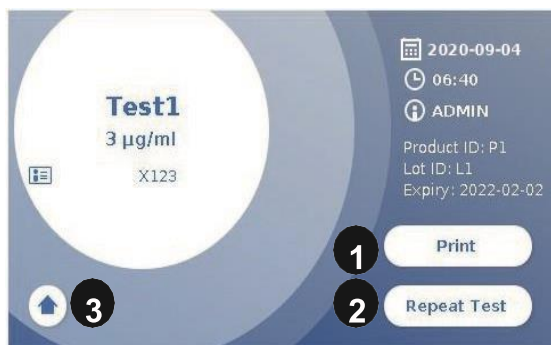 Test1
3 µg/ml
X123
2020-09-04
06:40
ADMIN
Product ID: P1
Lot ID: L1
Expiry: 2022-02-02
1 Print
2 Repeat Test
3